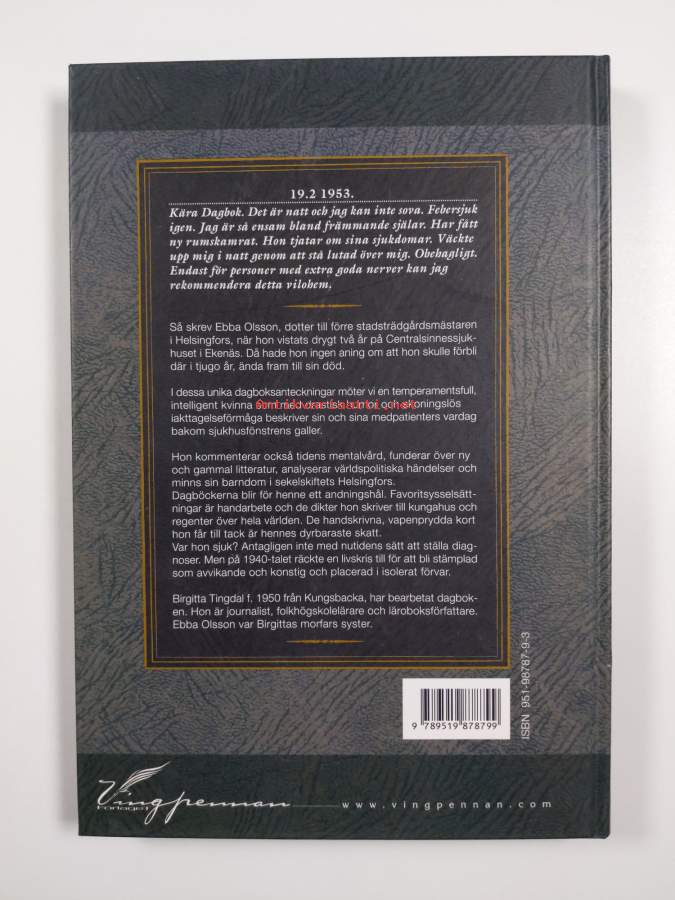 19.2 1953.
Kära Dagbok. Det är natt och jag kan inte sova. Febersjuk
igen. Jag är så ensam bland främmande själar. Har fått
ny rumskamrat. Hon tjatar om sina sjukdomar. Väckte
upp mig i natt genom att stå lutad över mig. Obehagligt.
Endast för personer med extra goda nerver kan jag
rekommendera detta vilohem.
Så skrev Ebba Olsson, dotter till förre stadsträdgårdsmästaren
i Helsingfors, när hon vistats drygt två år på Centralsinnessjuk-
huset i Ekenäs. Då hade hon ingen aning om att hon skulle förbli
där i tjugo år, ända fram till sin död.
I dessa unika dagboksanteckningar möter vi en temperamentsfull,
intelligent kvinna som med drastisk humor och skoningslös
iakttagelseförmåga beskriver sin och sina medpatienters vardag
bakom sjukhusfönstrens galler.
Antikvaariaatti.net
Hon kommenterar också tidens mentalvård, funderar över ny
och gammal litteratur, analyserar världspolitiska händelser och
minns sin barndom i sekelskiftets Helsingfors.
Dagböckerna blir för henne ett andningshål. Favoritsysselsätt-
ningar är handarbete och de dikter hon skriver till kungahus och
regenter över hela världen. De handskrivna, vapenprydda kort
hon får till tack är hennes dyrbaraste skatt.
Var hon sjuk? Antagligen inte med nutidens sätt att ställa diag-
noser. Men på 1940-talet räckte en livskris till för att bli stämplad
som avvikande och konstig och placerad i isolerat förvar.
Birgitta Tingdal f. 1950 från Kungsbacka, har bearbetat dagbok-
en. Hon är journalist, folkhögskolelärare och läroboksförfattare.
Ebba Olsson var Birgittas morfars syster.
ISBN 951-98787-9-3
9 789519 878799
Vingpennan
Förlaget
www.vingpennan.com